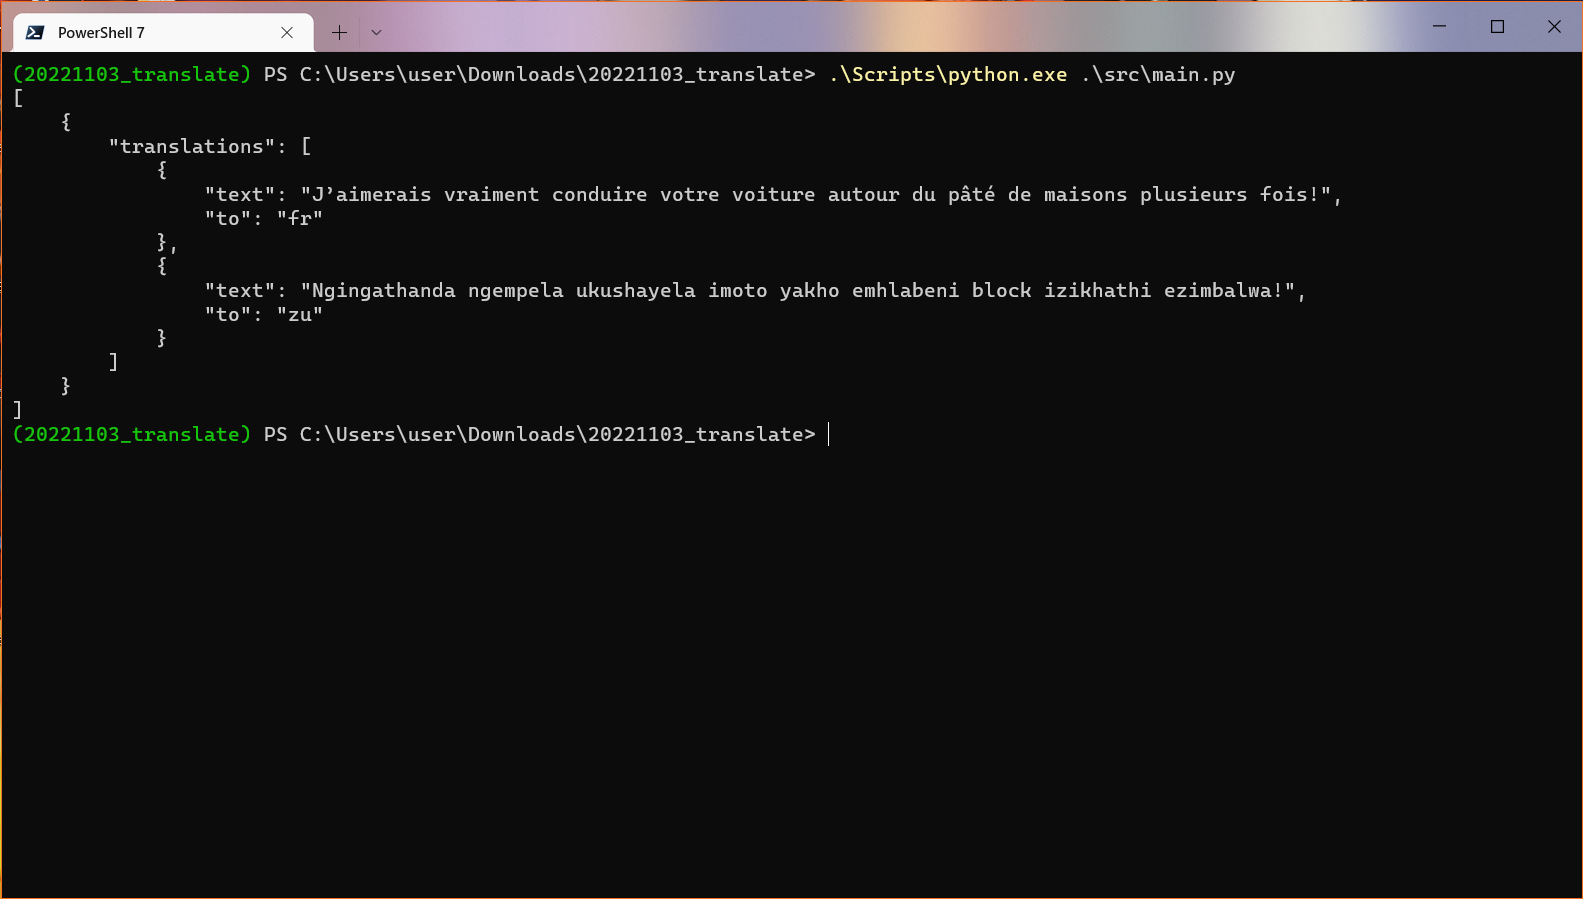 PowerShell 7
(20221103_translate) PS C:\Users\user\Downloads\20221103_translate> .\Scripts\python.exe .\src\main.py
[
    {
        "translations": [
            {
                "text": "J’aimerais vraiment conduire votre voiture autour du pâté de maisons plusieurs fois!",
                "to": "fr"
            },
            {
                "text": "Ngingathanda ngempela ukushayela imoto yakho emhlabeni block izikhathi ezimbalwa!",
                "to": "zu"
            }
        ]
    }
]
(20221103_translate) PS C:\Users\user\Downloads\20221103_translate>